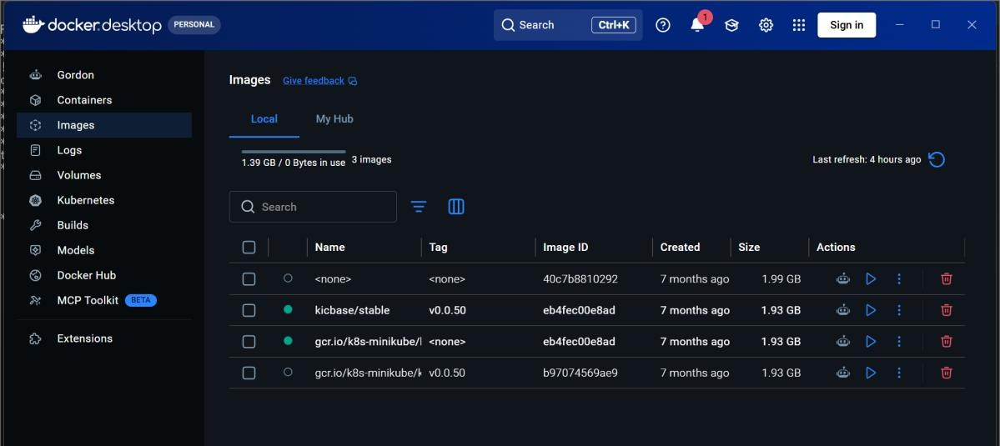 docker.desktop PERSONAL Search Ctrl+K 1 Sign in
Gordon
Containers
Images
Logs
Volumes
Kubernetes
Builds
Models
Docker Hub
MCP Toolkit BETA
Extensions
Images Give feedback
Local My Hub
1.39 GB / 0 Bytes in use 3 images Last refresh: 4 hours ago
Search
Name Tag Image ID Created Size Actions
<none> <none> 40c7b8810292 7 months ago 1.99 GB
kicbase/stable v0.0.50 eb4fec00e8ad 7 months ago 1.93 GB
gcr.io/k8s-minikube/l <none> eb4fec00e8ad 7 months ago 1.93 GB
gcr.io/k8s-minikube/k v0.0.50 b97074569ae9 7 months ago 1.93 GB